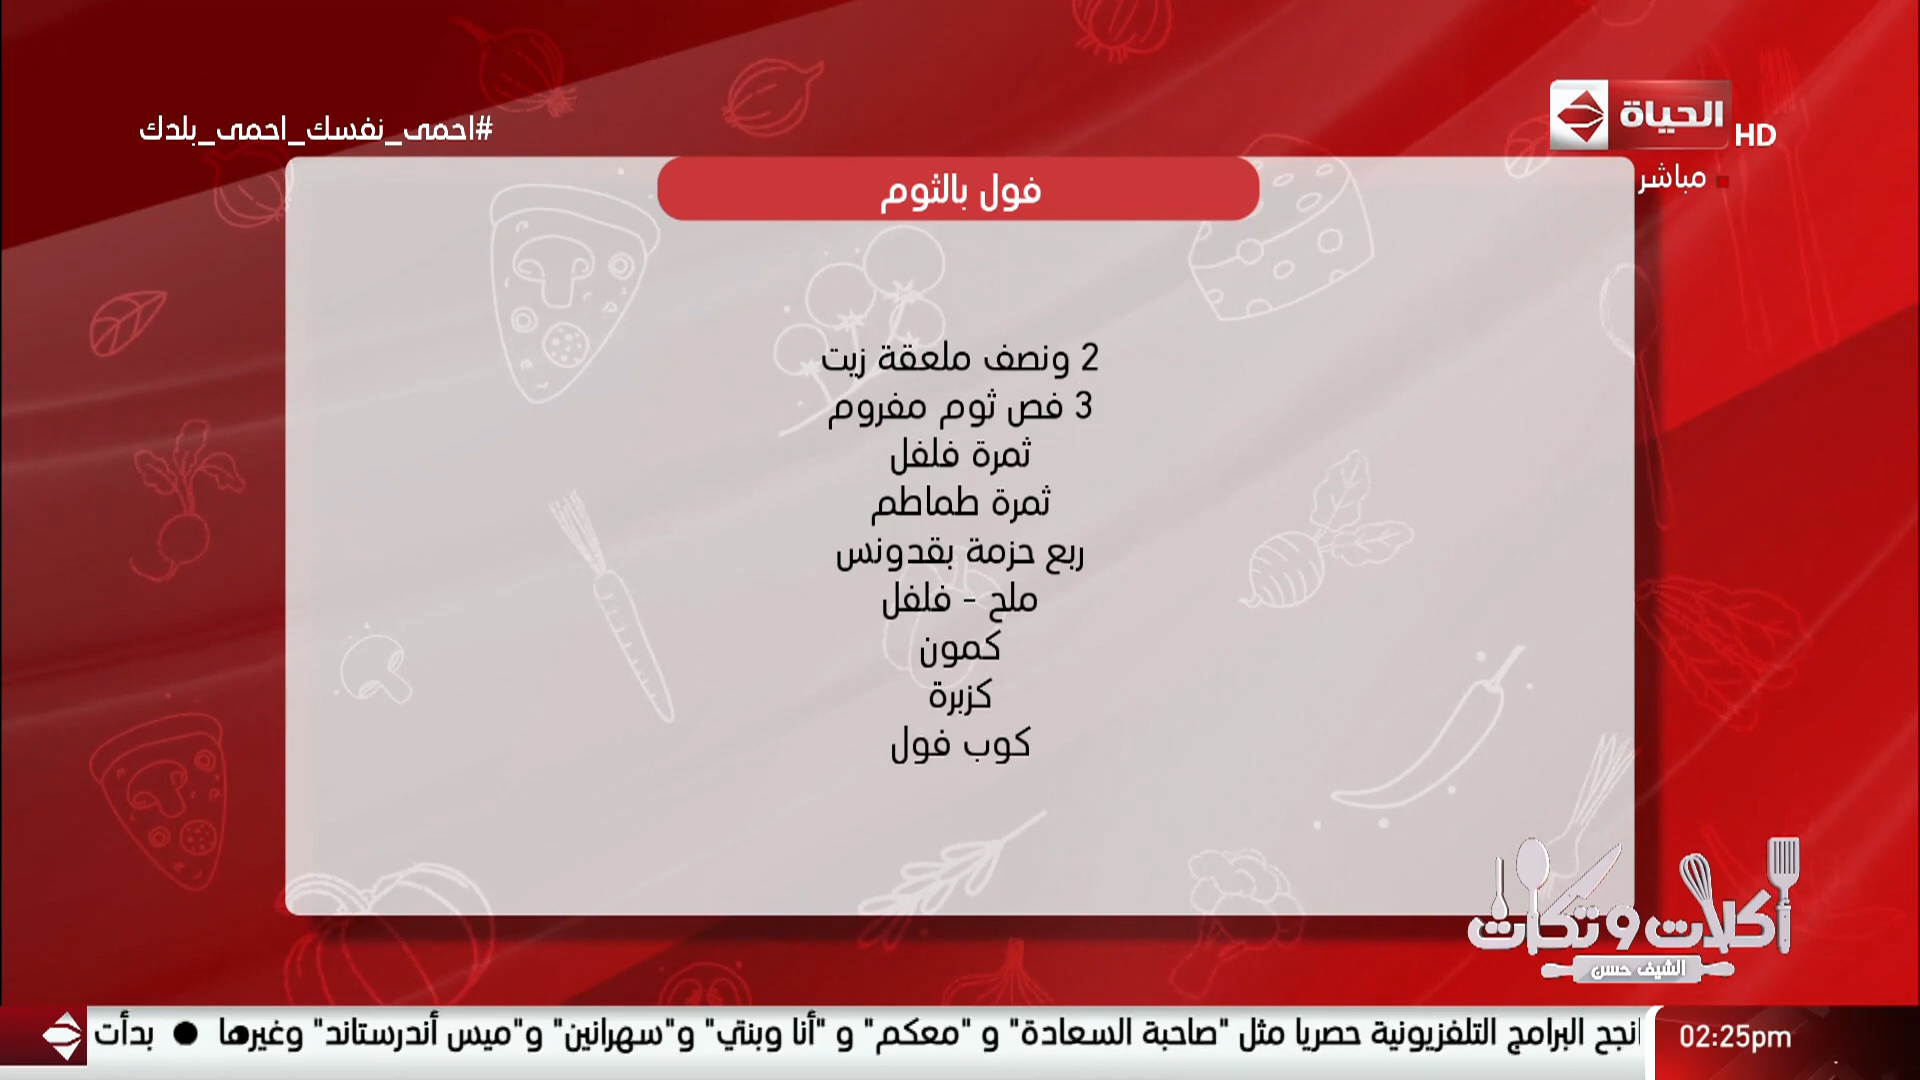 الحياة HD
#احمى_نفسك_احمى_بلدك
مباشر
فول بالثوم
2 ونصف ملعقة زيت
3 فص ثوم مفروم
ثمرة فلفل
ثمرة طماطم
ربع حزمة بقدونس
ملح - فلفل
كمون
كزبرة
كوب فول
أكلات وتكات
الشيف حسن
انجح البرامج التلفزيونية حصريا مثل "صاحبة السعادة" و "معكم" و "أنا وبنتي" و"سهرانين" و"ميس أندرستاند" وغيرها ● بدأت
02:25pm